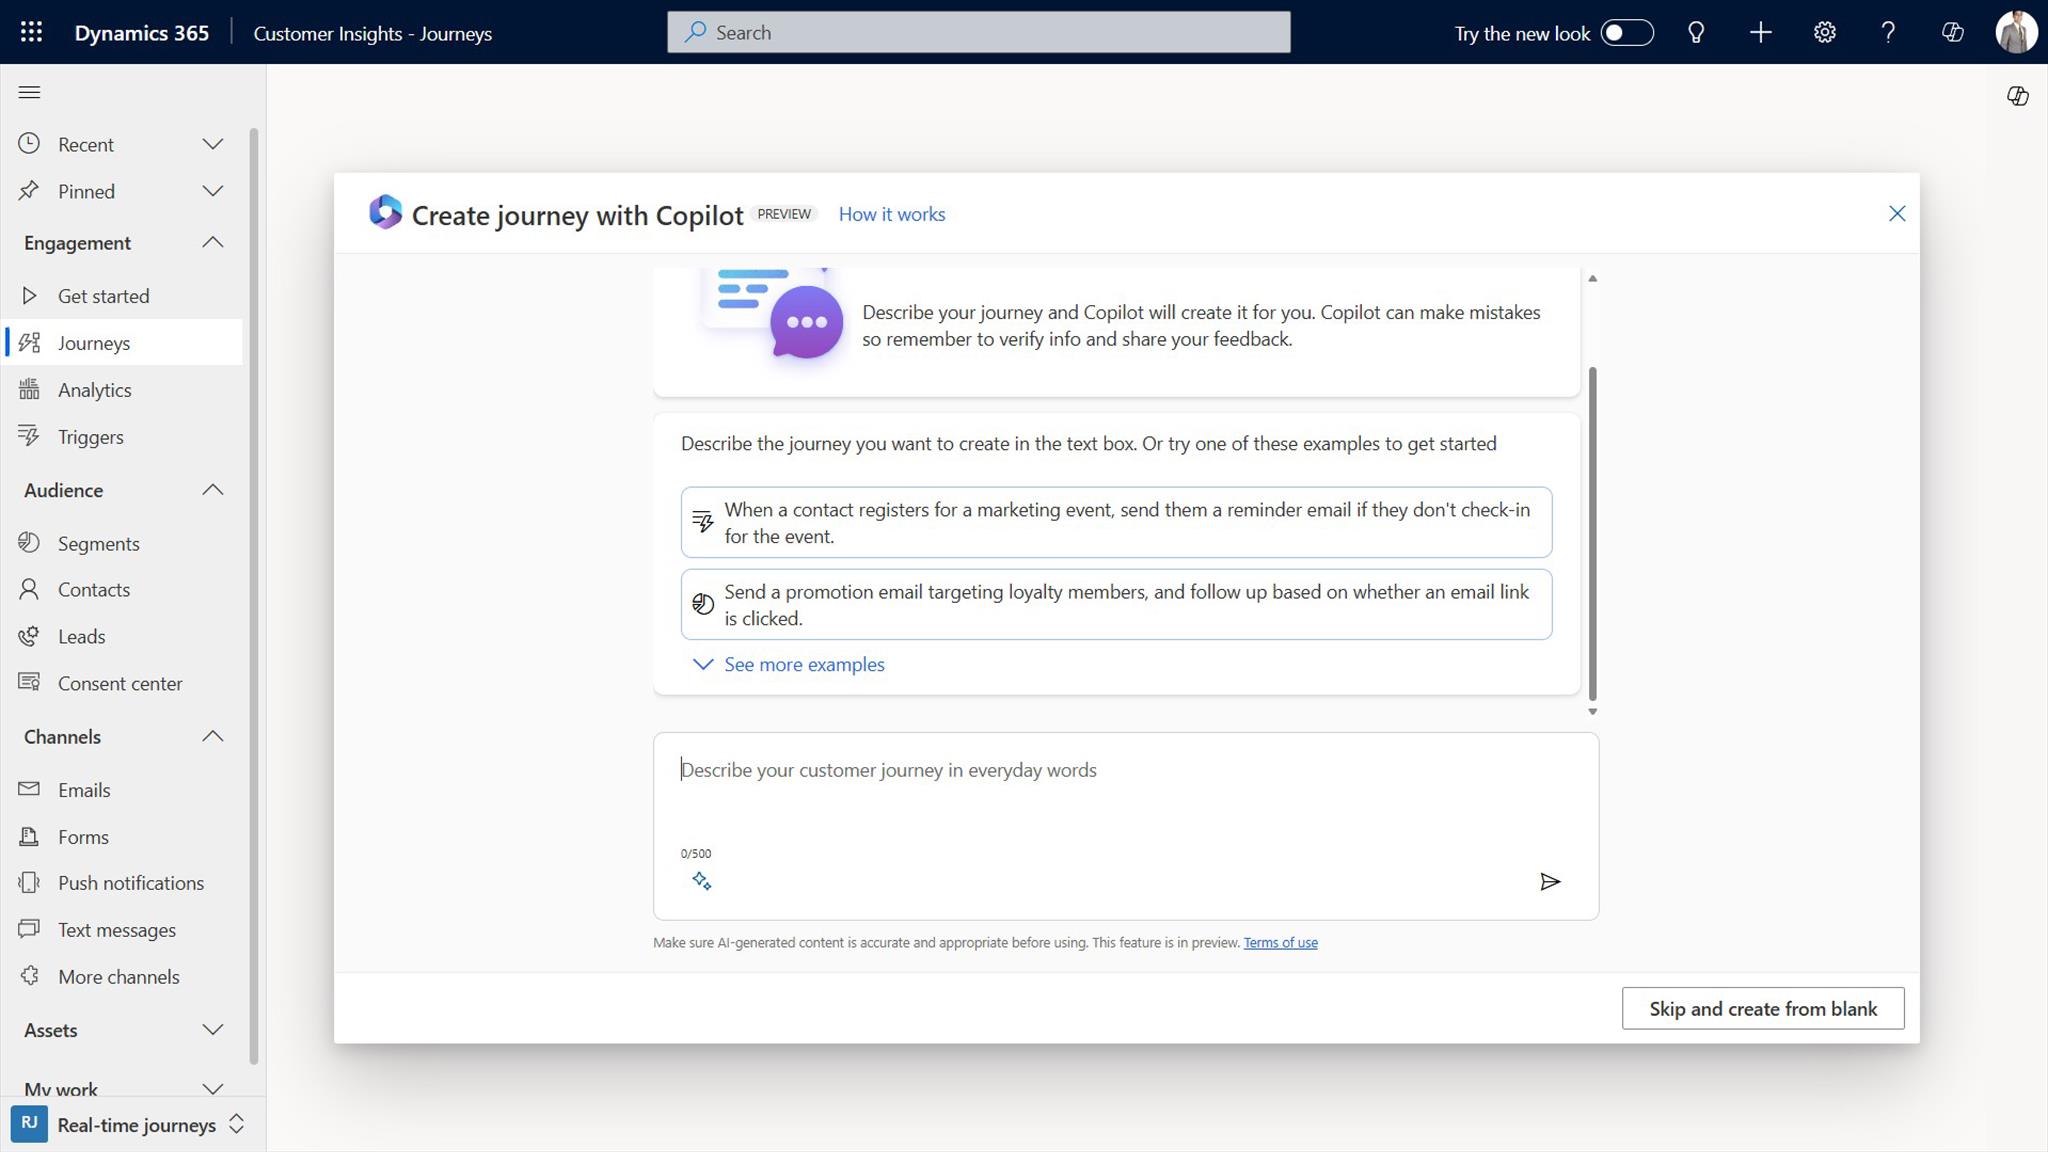 Dynamics 365
Customer Insights - Journeys
Search
Try the new look
Recent
Pinned
Engagement
Get started
Journeys
Analytics
Triggers
Audience
Segments
Contacts
Leads
Consent center
Channels
Emails
Forms
Push notifications
Text messages
More channels
Assets
My work
RJ
Real-time journeys
Create journey with Copilot
PREVIEW
How it works
Describe your journey and Copilot will create it for you. Copilot can make mistakes
so remember to verify info and share your feedback.
Describe the journey you want to create in the text box. Or try one of these examples to get started
When a contact registers for a marketing event, send them a reminder email if they don't check-in
for the event.
Send a promotion email targeting loyalty members, and follow up based on whether an email link
is clicked.
See more examples
Describe your customer journey in everyday words
0/500
Make sure AI-generated content is accurate and appropriate before using. This feature is in preview. Terms of use
Skip and create from blank